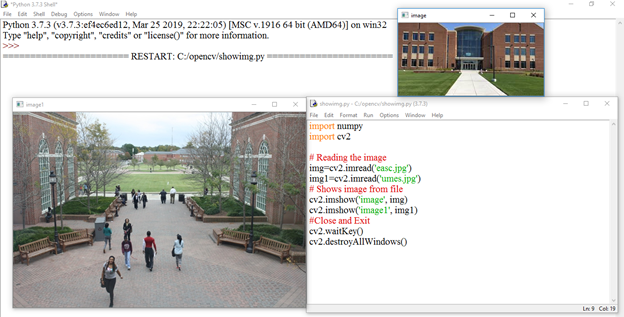 *Python 3.7.3 Shell*
File Edit Shell Debug Options Window Help
Python 3.7.3 (v3.7.3:ef4ec6ed12, Mar 25 2019, 22:22:05) [MSC v.1916 64 bit (AMD64)] on win32
Type "help", "copyright", "credits" or "license()" for more information.
>>>
======================== RESTART: C:/opencv/showimg.py ========================
image
image1
showimg.py - C:/opencv/showimg.py (3.7.3)
File Edit Format Run Options Window Help
import numpy
import cv2
# Reading the image
img=cv2.imread('easc.jpg')
img1=cv2.imread('umes.jpg')
# Shows image from file
cv2.imshow('image', img)
cv2.imshow('image1', img1)
#Close and Exit
cv2.waitKey()
cv2.destroyAllWindows()
Ln: 9 Col: 19